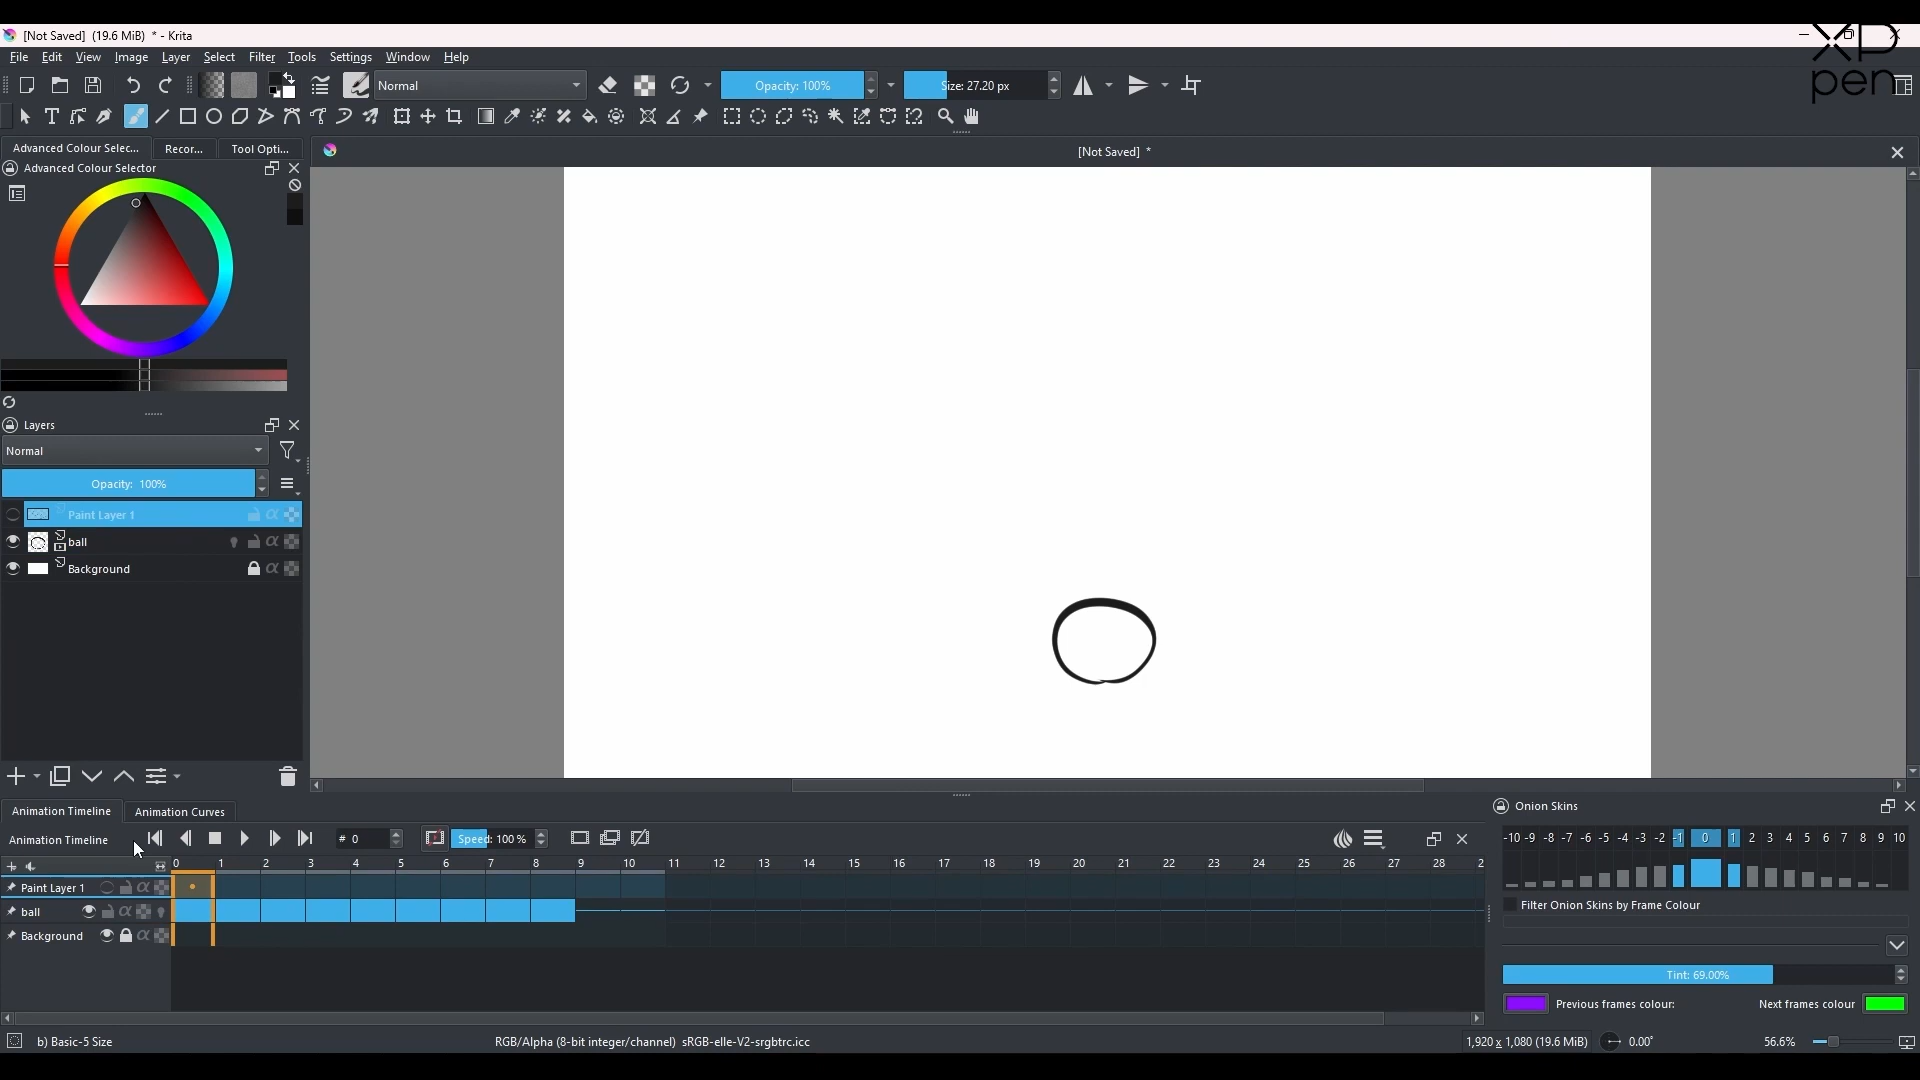 [Not Saved] (19.6 MiB) * - Krita
XP
pen
File Edit View Image Layer Select Filter Tools Settings Window Help
Normal Opacity: 100% Size: 27.20 px
Advanced Colour Selec... Recor... Tool Opti...
[Not Saved] *
Advanced Colour Selector
Layers
Normal
Opacity: 100%
Paint Layer 1
ball
Background
Animation Timeline Animation Curves
Onion Skins
Animation Timeline # 0 Speed: 100 %
-10 -9 -8 -7 -6 -5 -4 -3 -2 -1 0 1 2 3 4 5 6 7 8 9 10
0 1 2 3 4 5 6 7 8 9 10 11 12 13 14 15 16 17 18 19 20 21 22 23 24 25 26 27 28 2
Paint Layer 1
ball
Background
Filter Onion Skins by Frame Colour
Tint: 69.00%
Previous frames colour: Next frames colour
b) Basic-5 Size RGB/Alpha (8-bit integer/channel) sRGB-elle-V2-srgbtrc.icc 1,920 x 1,080 (19.6 MiB) 0.00° 56.6%